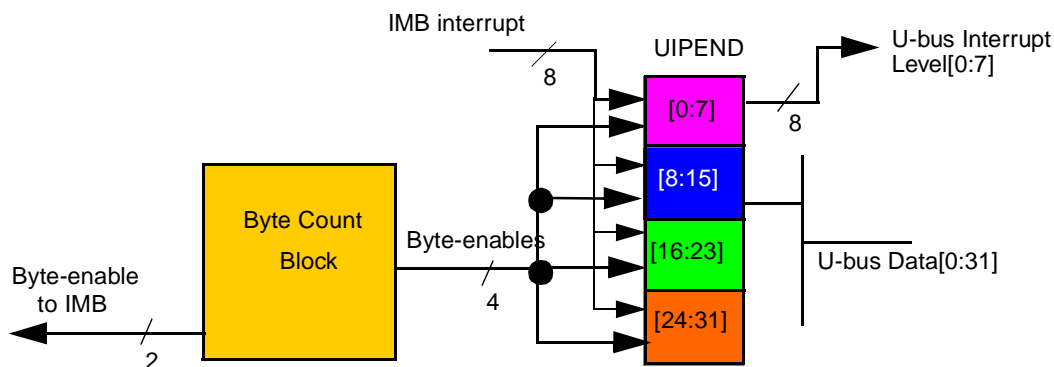 IMB interrupt
8
UIPEND
U-bus Interrupt
Level[0:7]
[0:7]
8
[8:15]
Byte Count
Block
Byte-enables
4
[16:23]
U-bus Data[0:31]
[24:31]
Byte-enable
to IMB
2